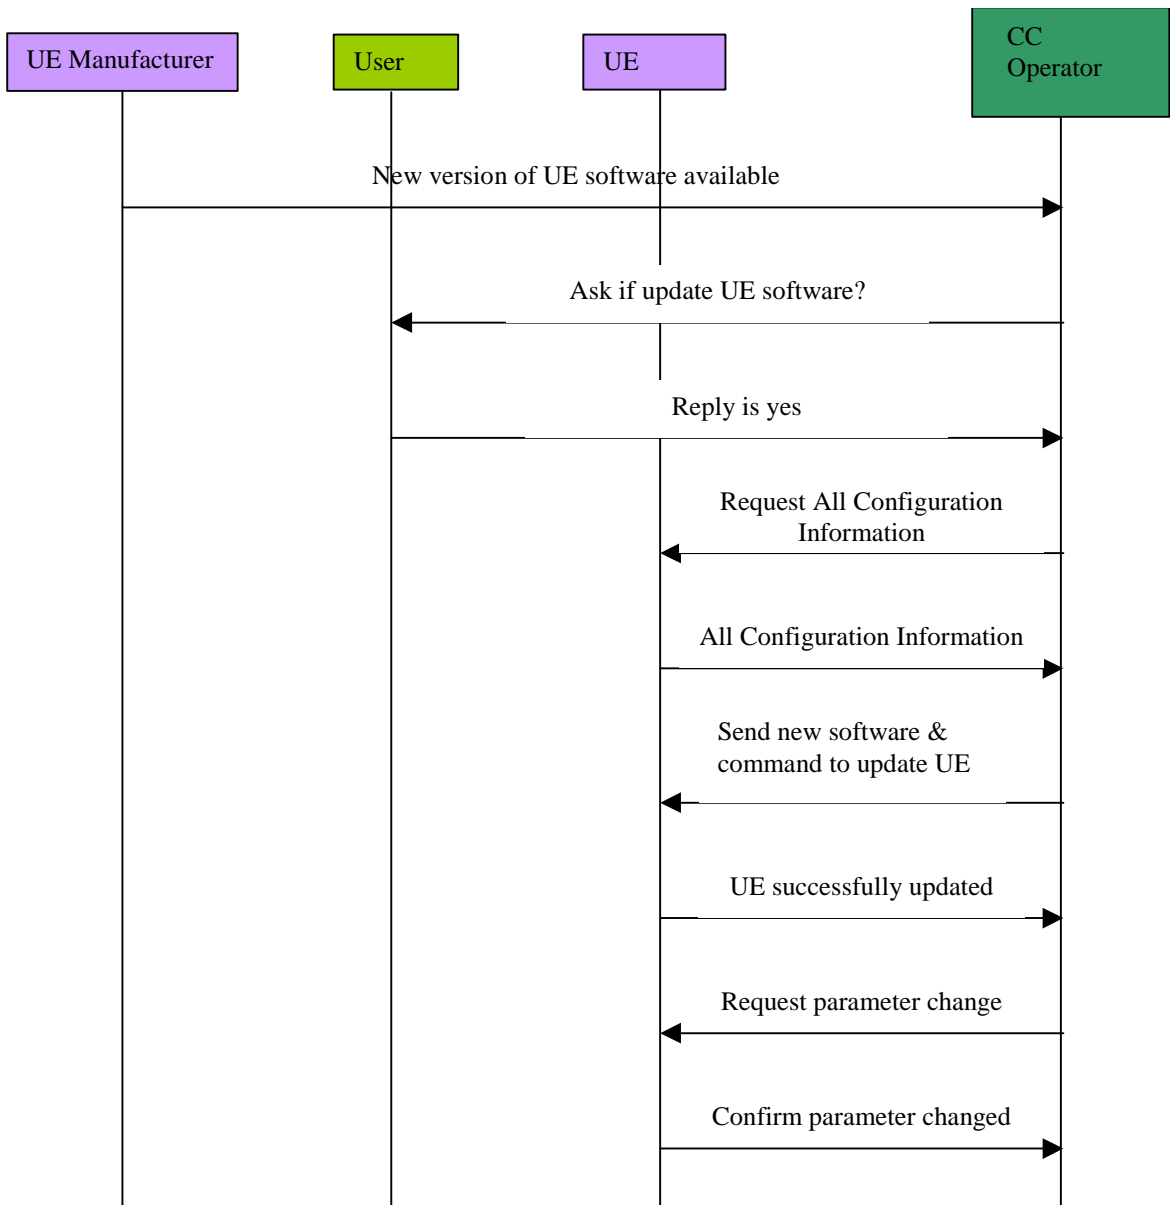 UE Manufacturer
User
UE
CC
Operator
New version of UE software available
Ask if update UE software?
Reply is yes
Request All Configuration
Information
All Configuration Information
Send new software &
command to update UE
UE successfully updated
Request parameter change
Confirm parameter changed